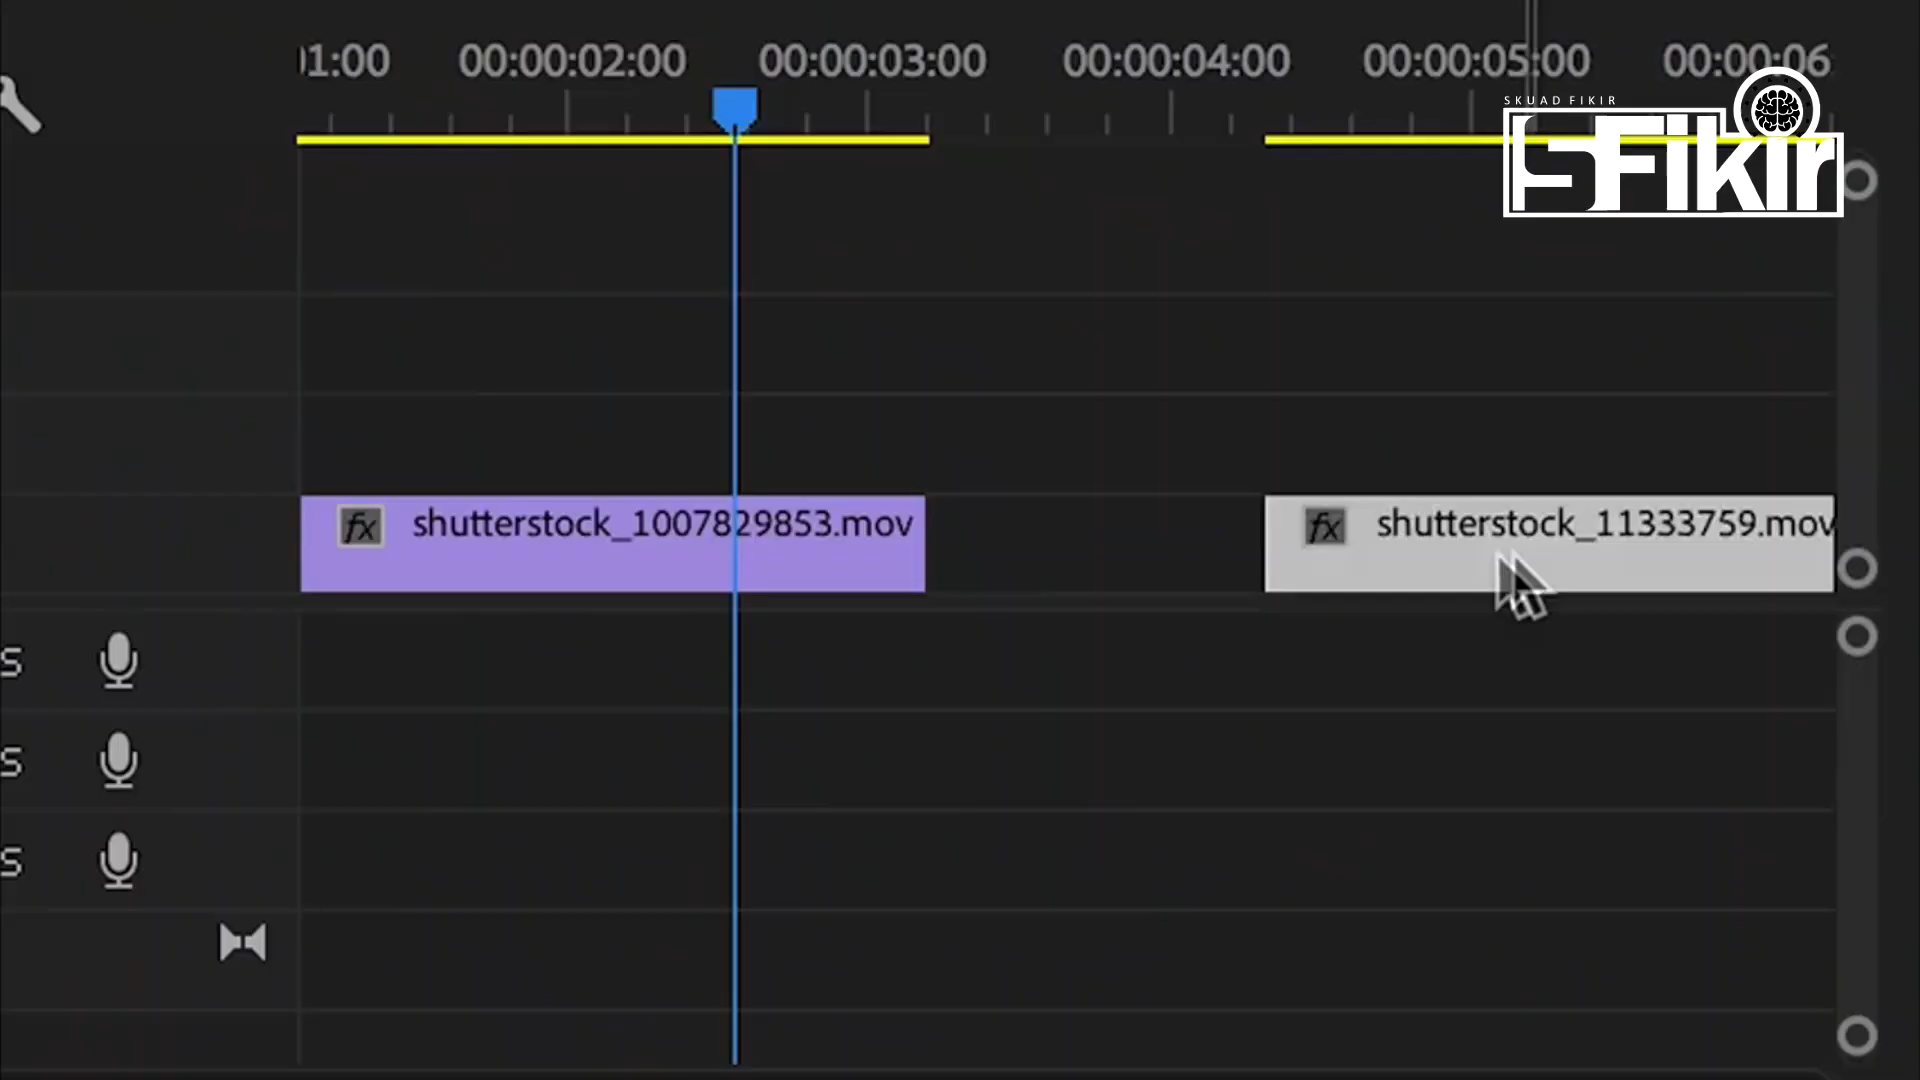 01:00 00:00:02:00 00:00:03:00 00:00:04:00 00:00:05:00 00:00:06
SKUAD FIKIR
SFikir
fx shutterstock_1007829853.mov fx shutterstock_11333759.mov
S
S
S